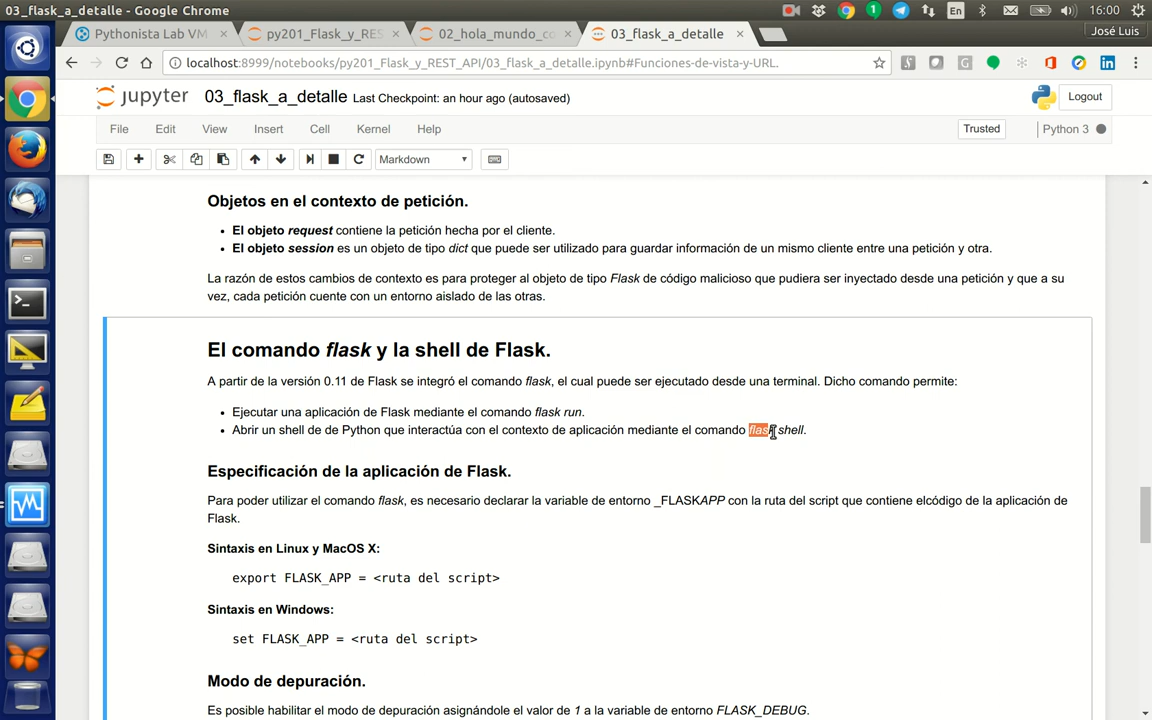 03_flask_a_detalle - Google Chrome
1
En
16:00
José Luis
Pythonista Lab VM ×
py201_Flask_y_RES ×
02_hola_mundo_co ×
03_flask_a_detalle ×
localhost:8999/notebooks/py201_Flask_y_REST_API/03_flask_a_detalle.ipynb#Funciones-de-vista-y-URL.
jupyter 03_flask_a_detalle Last Checkpoint: an hour ago (autosaved)
Logout
File Edit View Insert Cell Kernel Help
Trusted
Python 3
Markdown
Objetos en el contexto de petición.
• El objeto request contiene la petición hecha por el cliente.
• El objeto session es un objeto de tipo dict que puede ser utilizado para guardar información de un mismo cliente entre una petición y otra.
La razón de estos cambios de contexto es para proteger al objeto de tipo Flask de código malicioso que pudiera ser inyectado desde una petición y que a su
vez, cada petición cuente con un entorno aislado de las otras.
El comando flask y la shell de Flask.
A partir de la versión 0.11 de Flask se integró el comando flask, el cual puede ser ejecutado desde una terminal. Dicho comando permite:
• Ejecutar una aplicación de Flask mediante el comando flask run.
• Abrir un shell de de Python que interactúa con el contexto de aplicación mediante el comando flask shell.
Especificación de la aplicación de Flask.
Para poder utilizar el comando flask, es necesario declarar la variable de entorno _FLASKAPP con la ruta del script que contiene elcódigo de la aplicación de
Flask.
Sintaxis en Linux y MacOS X:
export FLASK_APP = <ruta del script>
Sintaxis en Windows:
set FLASK_APP = <ruta del script>
Modo de depuración.
Es posible habilitar el modo de depuración asignándole el valor de 1 a la variable de entorno FLASK_DEBUG.